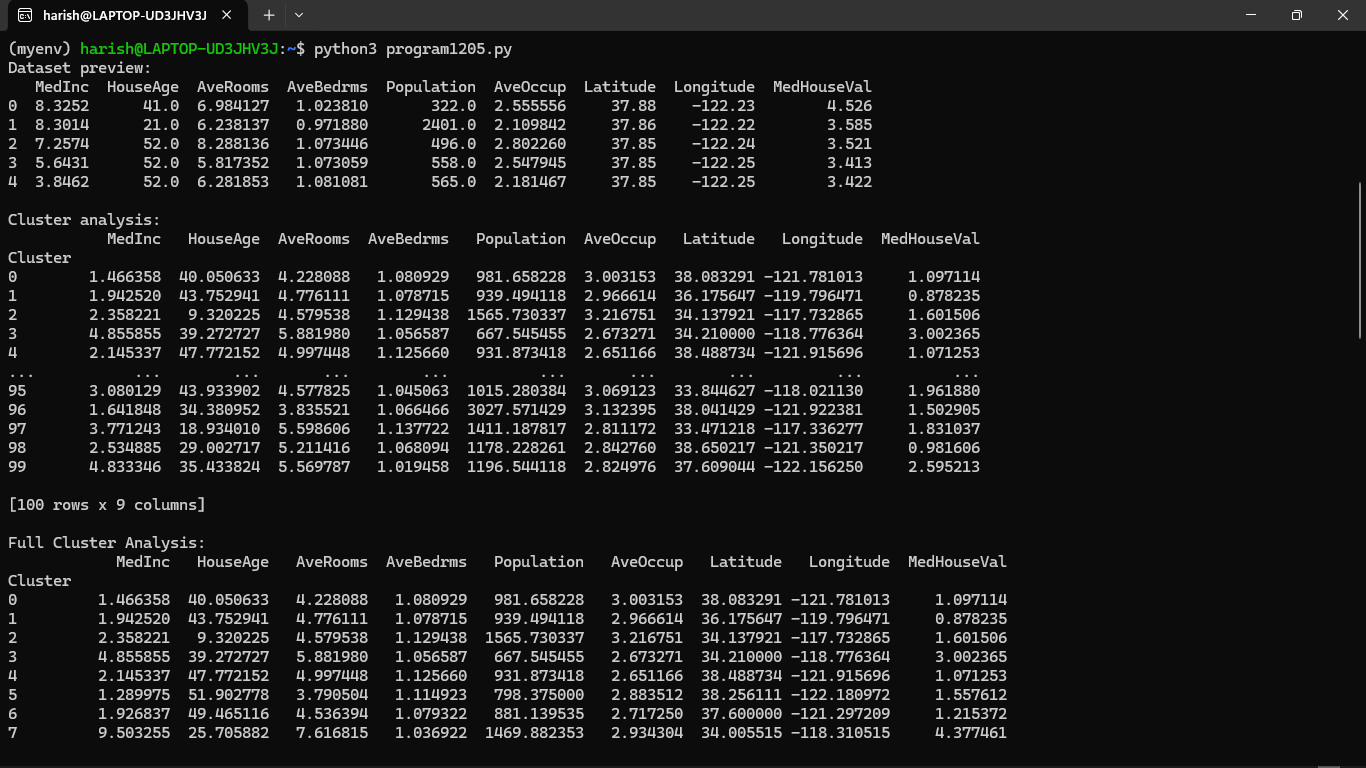 harish@LAPTOP-UD3JHV3J
(myenv) harish@LAPTOP-UD3JHV3J:~$ python3 program1205.py
Dataset preview:
   MedInc  HouseAge  AveRooms  AveBedrms  Population  AveOccup  Latitude  Longitude  MedHouseVal
0  8.3252      41.0  6.984127   1.023810       322.0  2.555556     37.88    -122.23        4.526
1  8.3014      21.0  6.238137   0.971880      2401.0  2.109842     37.86    -122.22        3.585
2  7.2574      52.0  8.288136   1.073446       496.0  2.802260     37.85    -122.24        3.521
3  5.6431      52.0  5.817352   1.073059       558.0  2.547945     37.85    -122.25        3.413
4  3.8462      52.0  6.281853   1.081081       565.0  2.181467     37.85    -122.25        3.422
Cluster analysis:
           MedInc   HouseAge  AveRooms  AveBedrms   Population  AveOccup   Latitude   Longitude  MedHouseVal
Cluster
0        1.466358  40.050633  4.228088   1.080929   981.658228  3.003153  38.083291 -121.781013     1.097114
1        1.942520  43.752941  4.776111   1.078715   939.494118  2.966614  36.175647 -119.796471     0.878235
2        2.358221   9.320225  4.579538   1.129438  1565.730337  3.216751  34.137921 -117.732865     1.601506
3        4.855855  39.272727  5.881980   1.056587   667.545455  2.673271  34.210000 -118.776364     3.002365
4        2.145337  47.772152  4.997448   1.125660   931.873418  2.651166  38.488734 -121.915696     1.071253
...           ...        ...       ...        ...          ...       ...        ...         ...          ...
95       3.080129  43.933902  4.577825   1.045063  1015.280384  3.069123  33.844627 -118.021130     1.961880
96       1.641848  34.380952  3.835521   1.066466  3027.571429  3.132395  38.041429 -121.922381     1.502905
97       3.771243  18.934010  5.598606   1.137722  1411.187817  2.811172  33.471218 -117.336277     1.831037
98       2.534885  29.002717  5.211416   1.068094  1178.228261  2.842760  38.650217 -121.350217     0.981606
99       4.833346  35.433824  5.569787   1.019458  1196.544118  2.824976  37.609044 -122.156250     2.595213
[100 rows x 9 columns]
Full Cluster Analysis:
            MedInc   HouseAge   AveRooms  AveBedrms   Population   AveOccup   Latitude   Longitude  MedHouseVal
Cluster
0         1.466358  40.050633   4.228088   1.080929   981.658228   3.003153  38.083291 -121.781013     1.097114
1         1.942520  43.752941   4.776111   1.078715   939.494118   2.966614  36.175647 -119.796471     0.878235
2         2.358221   9.320225   4.579538   1.129438  1565.730337   3.216751  34.137921 -117.732865     1.601506
3         4.855855  39.272727   5.881980   1.056587   667.545455   2.673271  34.210000 -118.776364     3.002365
4         2.145337  47.772152   4.997448   1.125660   931.873418   2.651166  38.488734 -121.915696     1.071253
5         1.289975  51.902778   3.790504   1.114923   798.375000   2.883512  38.256111 -122.180972     1.557612
6         1.926837  49.465116   4.536394   1.079322   881.139535   2.717250  37.600000 -121.297209     1.215372
7         9.503255  25.705882   7.616815   1.036922  1469.882353   2.934304  34.005515 -118.310515     4.377461